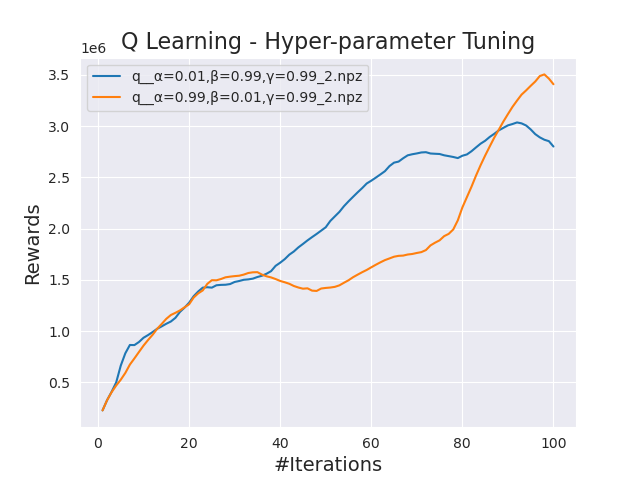 Q Learning - Hyper-parameter Tuning
1e6
q__α=0.01,β=0.99,γ=0.99_2.npz
q__α=0.99,β=0.01,γ=0.99_2.npz
Rewards
3.5
3.0
2.5
2.0
1.5
1.0
0.5
0 20 40 60 80 100
#Iterations